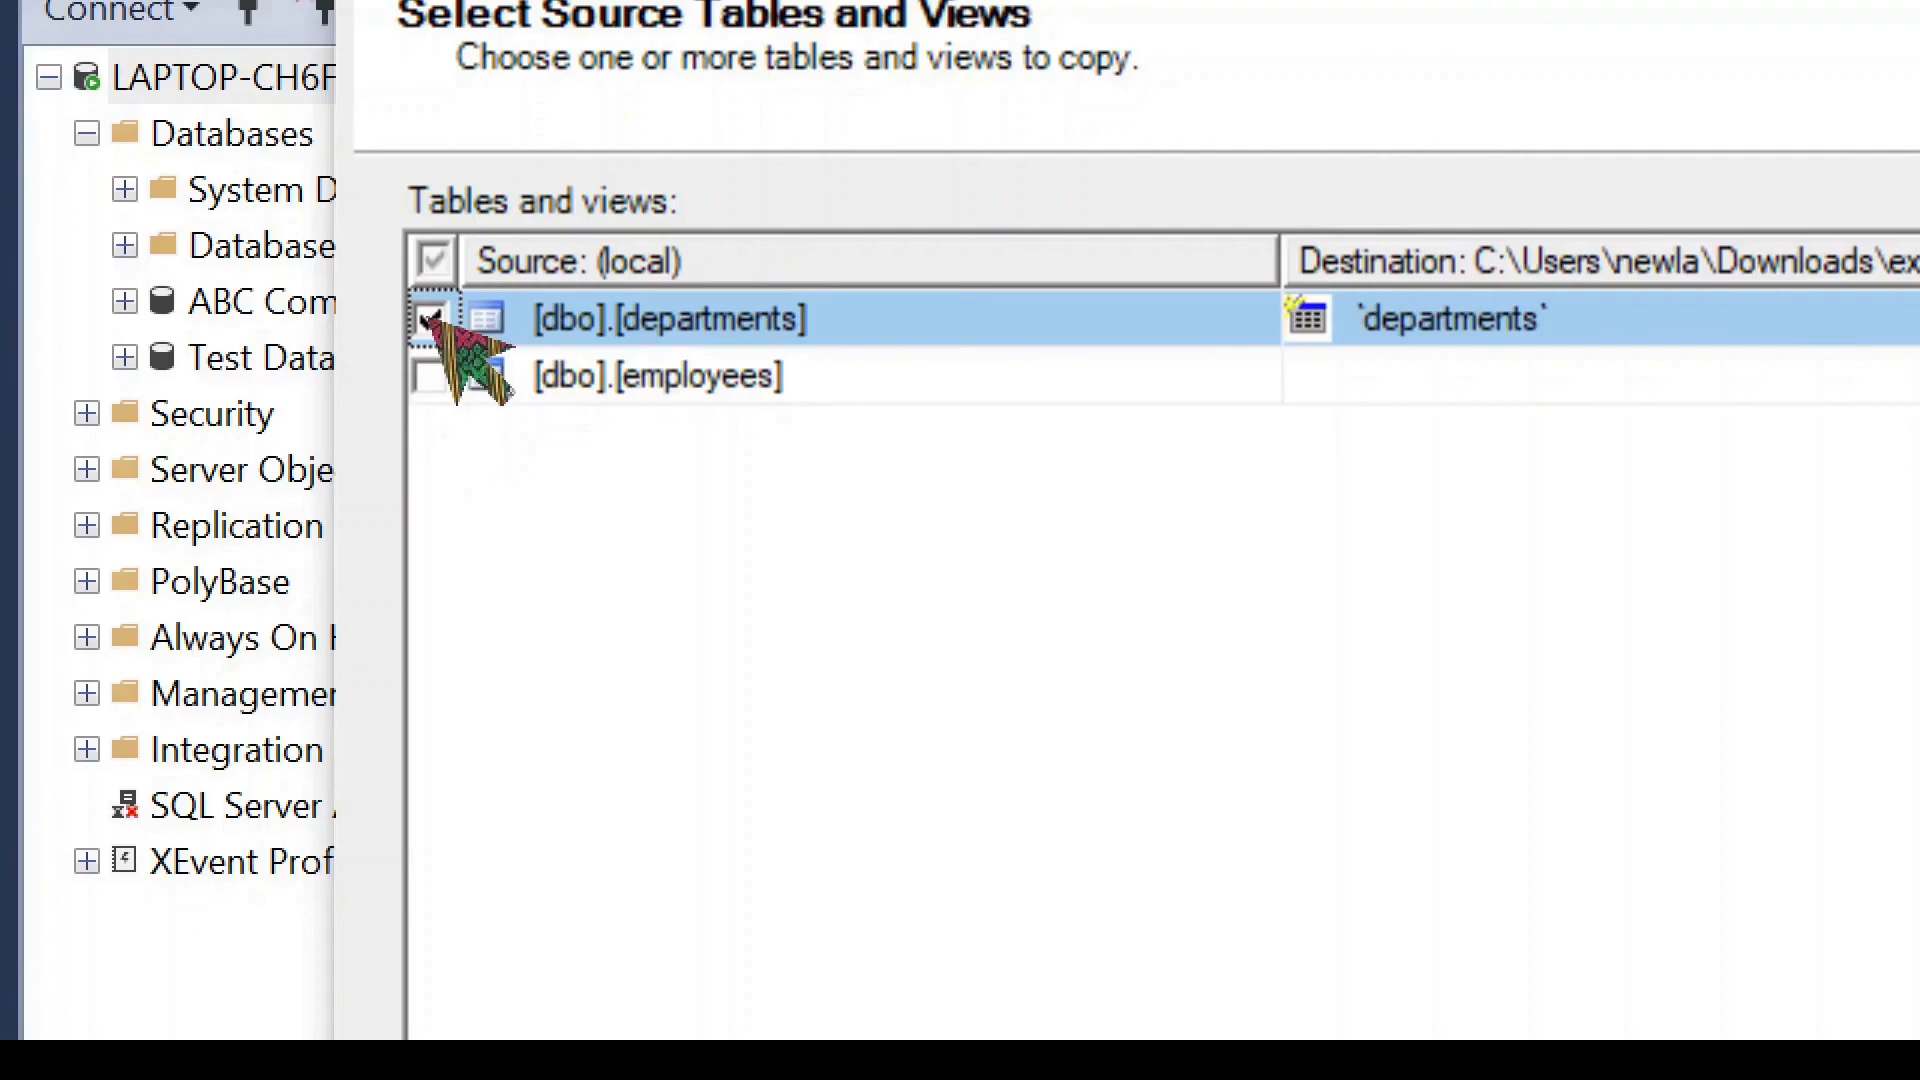 Connect
LAPTOP-CH6F
Databases
System D
Database
ABC Com
Test Data
Security
Server Obje
Replication
PolyBase
Always On
Managemen
Integration
SQL Server
XEvent Prof
Select Source Tables and Views
Choose one or more tables and views to copy.
Tables and views:
Source: (local)
Destination: C:\Users\newla\Downloads\ex
[dbo].[departments]
`departments`
[dbo].[employees]